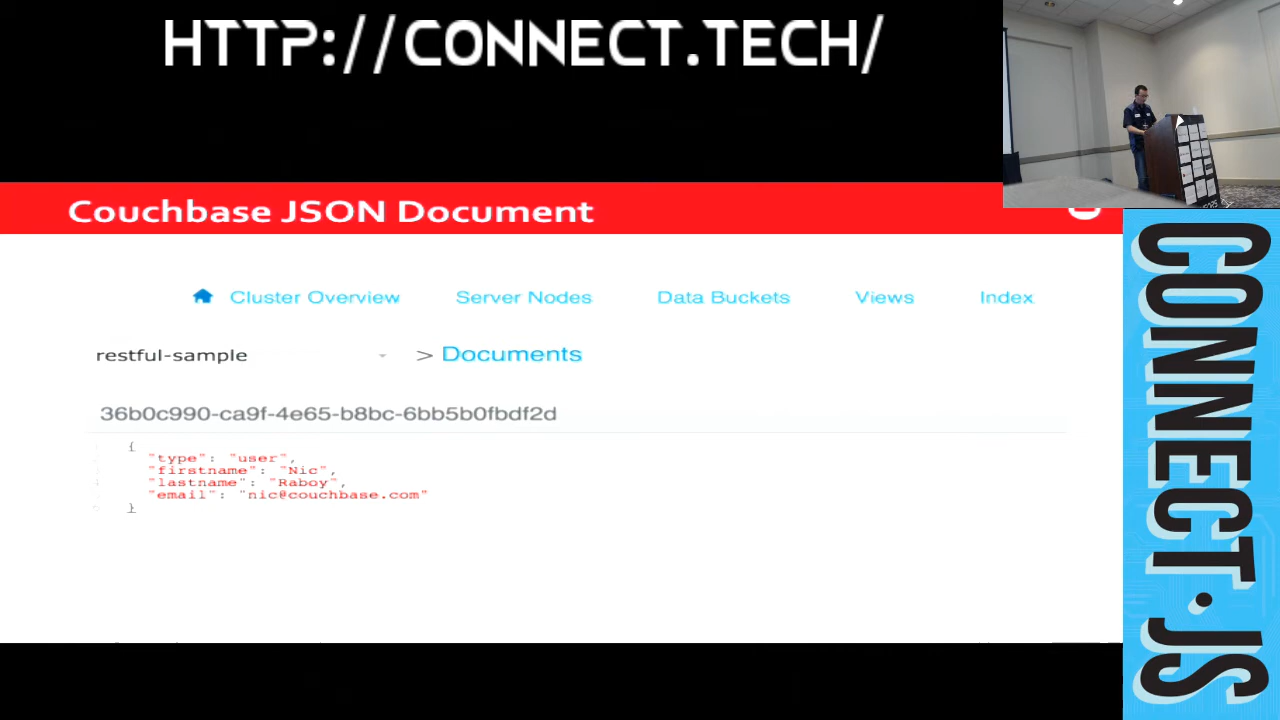 HTTP://CONNECT.TECH/
Couchbase JSON Document
Cluster Overview Server Nodes Data Buckets Views Index
restful-sample > Documents
36b0c990-ca9f-4e65-b8bc-6bb5b0fbdf2d
{
"type": "user",
"firstname": "Nic",
"lastname": "Raboy",
"email": "nic@couchbase.com"
}
CONNECT.JS